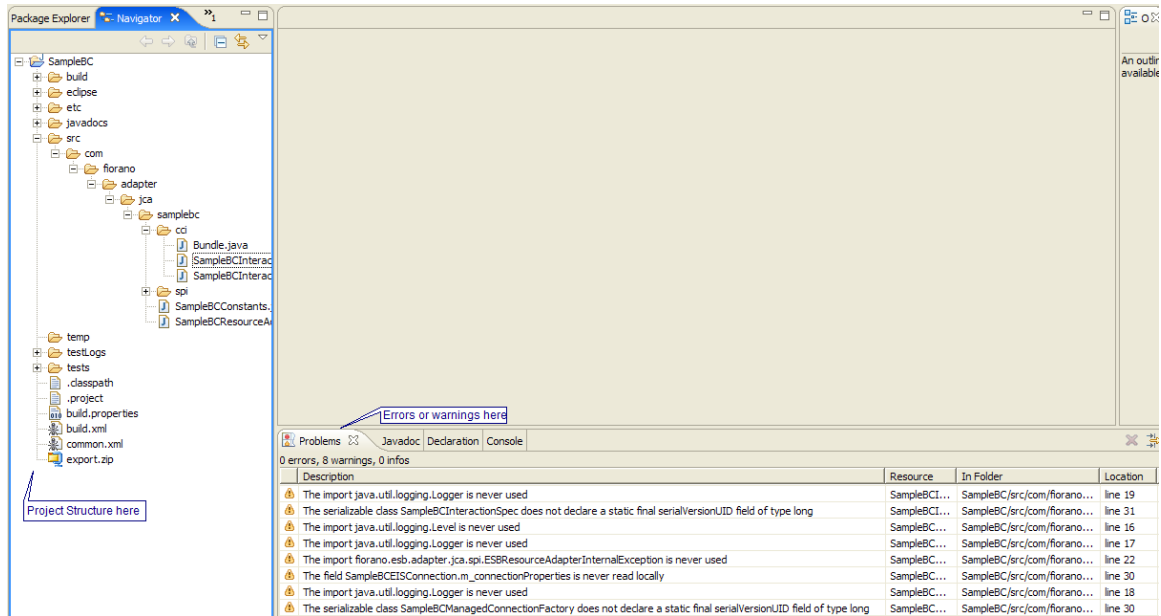 Package Explorer Navigator »1
SampleBC
build
eclipse
etc
javadocs
src
com
fiorano
adapter
jca
samplebc
cci
Bundle.java
SampleBCInterac
SampleBCInterac
spi
SampleBCConstants.
SampleBCResourceA
temp
testLogs
tests
.classpath
.project
build.properties
build.xml
common.xml
export.zip
Project Structure here
An outlin
available
Errors or warnings here
Problems Javadoc Declaration Console
0 errors, 8 warnings, 0 infos
Description Resource In Folder Location
The import java.util.logging.Logger is never used SampleBCI... SampleBC/src/com/fiorano... line 19
The serializable class SampleBCInteractionSpec does not declare a static final serialVersionUID field of type long SampleBC... SampleBC/src/com/fiorano... line 31
The import java.util.logging.Level is never used SampleBC... SampleBC/src/com/fiorano... line 16
The import java.util.logging.Logger is never used SampleBC... SampleBC/src/com/fiorano... line 17
The import fiorano.esb.adapter.jca.spi.ESBResourceAdapterInternalException is never used SampleBC... SampleBC/src/com/fiorano... line 22
The field SampleBCEISConnection.m_connectionProperties is never read locally SampleBC... SampleBC/src/com/fiorano... line 30
The import java.util.logging.Logger is never used SampleBC... SampleBC/src/com/fiorano... line 18
The serializable class SampleBCManagedConnectionFactory does not declare a static final serialVersionUID field of type long SampleBC... SampleBC/src/com/fiorano... line 30